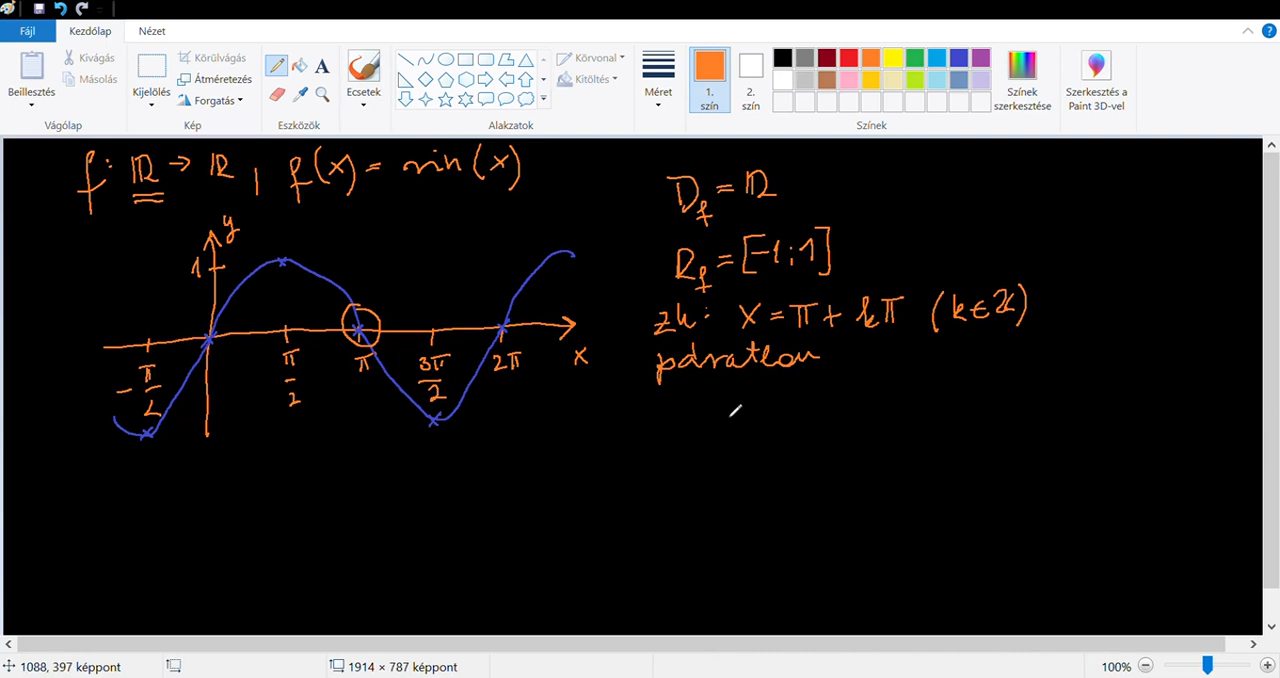 Fájl Kezdőlap Nézet
Beillesztés
Kivágás
Másolás
Vágólap
Kijelölés
Körülvágás
Átméretezés
Forgatás
Kép
A
Eszközök
Ecsetek
Alakzatok
Körvonal
Kitöltés
Méret
1. szín
2. szín
Színek
Színek szerkesztése
Szerkesztés a Paint 3D-vel
f: ℝ → ℝ, f(x) = sin(x)
y
1
-π/2 π/2 π 3π/2 2π x
D_f = ℝ
R_f = [-1; 1]
zh: x = π + kπ (k ∈ ℤ)
páratlan
1088, 397 képpont
1914 × 787 képpont
100%